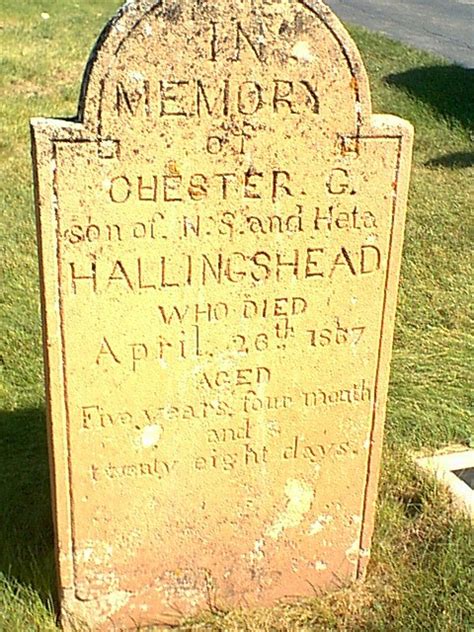 IN
MEMORY
of
CHESTER. G.
son of. N. S. and Heta
HALLINGSHEAD
WHO DIED
April. 26th. 1867
AGED
Five, years, four month
and
twenty eight days.